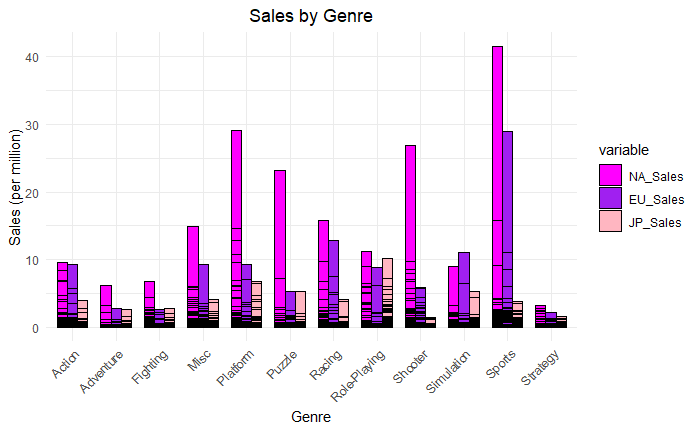 Sales by Genre
Sales (per million)
40
30
20
10
0
Action
Adventure
Fighting
Misc
Platform
Puzzle
Racing
Role-Playing
Shooter
Simulation
Sports
Strategy
Genre
variable
NA_Sales
EU_Sales
JP_Sales